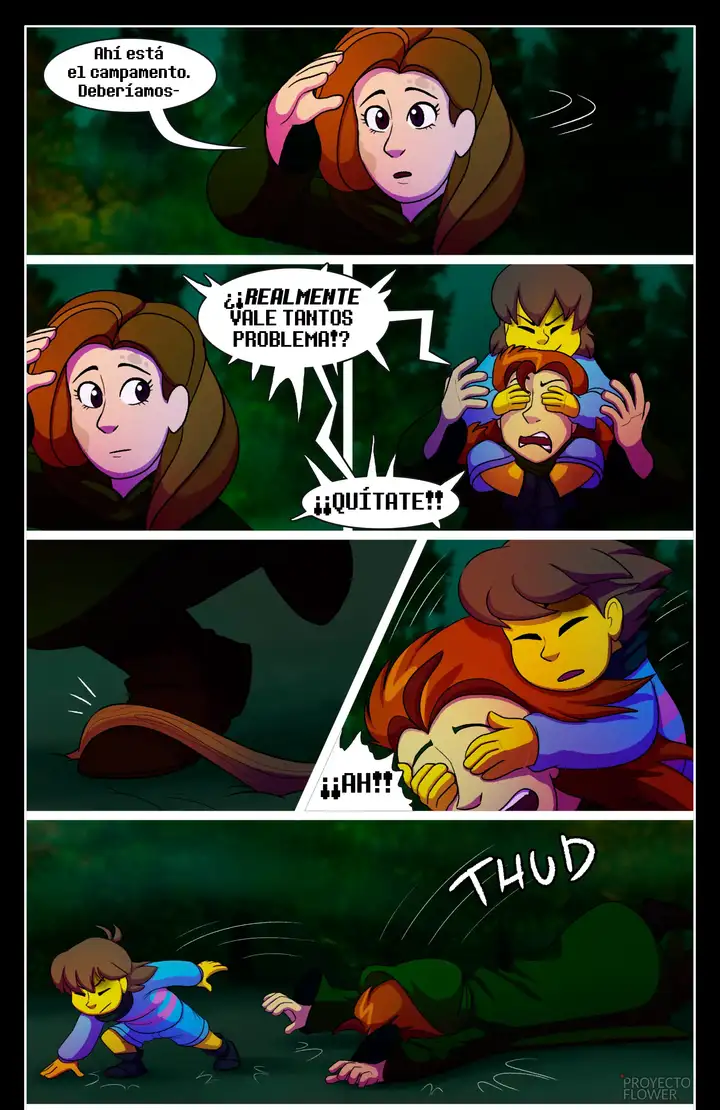 Ahí está
el campamento.
Deberíamos-
¿¡REALMENTE
VALE TANTOS
PROBLEMA!?
¡¡QUÍTATE!!
¡¡AH!!
THUD
PROYECTO
FLOWER